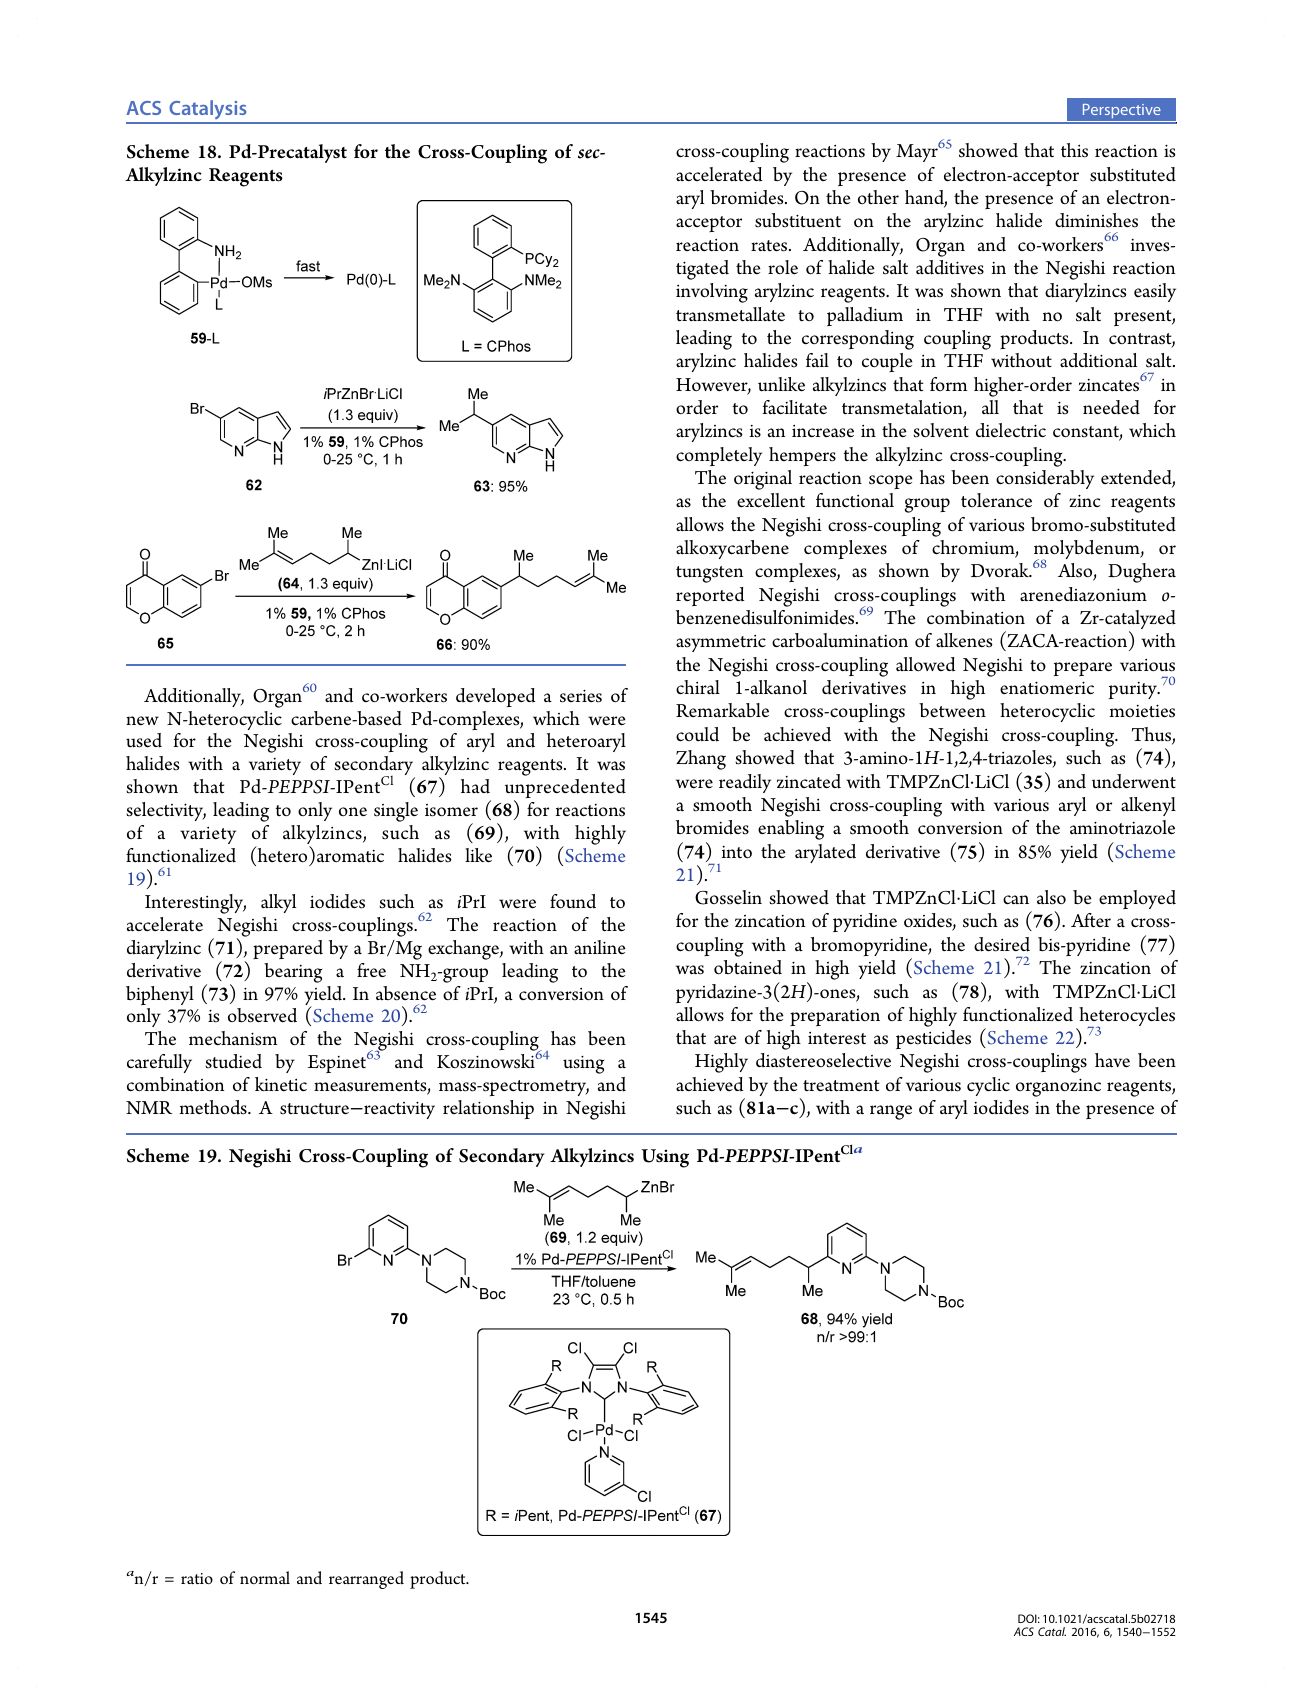 ACS Catalysis
Perspective
Scheme 18. Pd-Precatalyst for the Cross-Coupling of sec-
Alkylzinc Reagents
NH2
Pd
OMs
L
59-L
fast
Pd(0)-L
PCy2
Me2N
NMe2
L = CPhos
Br
N
N
H
62
iPrZnBr·LiCl
(1.3 equiv)
1% 59, 1% CPhos
0-25 °C, 1 h
Me
Me
N
N
H
63: 95%
O
Br
O
65
Me
Me
Me
ZnI·LiCl
(64, 1.3 equiv)
1% 59, 1% CPhos
0-25 °C, 2 h
O
Me
Me
Me
O
66: 90%
Additionally, Organ60 and co-workers developed a series of
new N-heterocyclic carbene-based Pd-complexes, which were
used for the Negishi cross-coupling of aryl and heteroaryl
halides with a variety of secondary alkylzinc reagents. It was
shown that Pd-PEPPSI-IPentCl (67) had unprecedented
selectivity, leading to only one single isomer (68) for reactions
of a variety of alkylzincs, such as (69), with highly
functionalized (hetero)aromatic halides like (70) (Scheme
19).61
Interestingly, alkyl iodides such as iPrI were found to
accelerate Negishi cross-couplings.62 The reaction of the
diarylzinc (71), prepared by a Br/Mg exchange, with an aniline
derivative (72) bearing a free NH2-group leading to the
biphenyl (73) in 97% yield. In absence of iPrI, a conversion of
only 37% is observed (Scheme 20).62
The mechanism of the Negishi cross-coupling has been
carefully studied by Espinet63 and Koszinowski64 using a
combination of kinetic measurements, mass-spectrometry, and
NMR methods. A structure−reactivity relationship in Negishi
cross-coupling reactions by Mayr65 showed that this reaction is
accelerated by the presence of electron-acceptor substituted
aryl bromides. On the other hand, the presence of an electron-
acceptor substituent on the arylzinc halide diminishes the
reaction rates. Additionally, Organ and co-workers66 inves-
tigated the role of halide salt additives in the Negishi reaction
involving arylzinc reagents. It was shown that diarylzincs easily
transmetallate to palladium in THF with no salt present,
leading to the corresponding coupling products. In contrast,
arylzinc halides fail to couple in THF without additional salt.
However, unlike alkylzincs that form higher-order zincates67 in
order to facilitate transmetalation, all that is needed for
arylzincs is an increase in the solvent dielectric constant, which
completely hempers the alkylzinc cross-coupling.
The original reaction scope has been considerably extended,
as the excellent functional group tolerance of zinc reagents
allows the Negishi cross-coupling of various bromo-substituted
alkoxycarbene complexes of chromium, molybdenum, or
tungsten complexes, as shown by Dvorak.68 Also, Dughera
reported Negishi cross-couplings with arenediazonium o-
benzenedisulfonimides.69 The combination of a Zr-catalyzed
asymmetric carboalumination of alkenes (ZACA-reaction) with
the Negishi cross-coupling allowed Negishi to prepare various
chiral 1-alkanol derivatives in high enatiomeric purity.70
Remarkable cross-couplings between heterocyclic moieties
could be achieved with the Negishi cross-coupling. Thus,
Zhang showed that 3-amino-1H-1,2,4-triazoles, such as (74),
were readily zincated with TMPZnCl·LiCl (35) and underwent
a smooth Negishi cross-coupling with various aryl or alkenyl
bromides enabling a smooth conversion of the aminotriazole
(74) into the arylated derivative (75) in 85% yield (Scheme
21).71
Gosselin showed that TMPZnCl·LiCl can also be employed
for the zincation of pyridine oxides, such as (76). After a cross-
coupling with a bromopyridine, the desired bis-pyridine (77)
was obtained in high yield (Scheme 21).72 The zincation of
pyridazine-3(2H)-ones, such as (78), with TMPZnCl·LiCl
allows for the preparation of highly functionalized heterocycles
that are of high interest as pesticides (Scheme 22).73
Highly diastereoselective Negishi cross-couplings have been
achieved by the treatment of various cyclic organozinc reagents,
such as (81a−c), with a range of aryl iodides in the presence of
Scheme 19. Negishi Cross-Coupling of Secondary Alkylzincs Using Pd-PEPPSI-IPentCla
Br
N
N
N
Boc
70
Me
ZnBr
Me
Me
(69, 1.2 equiv)
1% Pd-PEPPSI-IPentCl
THF/toluene
23 °C, 0.5 h
Me
Me
Me
N
N
N
Boc
68, 94% yield
n/r >99:1
Cl
Cl
R
R
N
N
R
R
Cl
Pd
Cl
N
Cl
R = iPent, Pd-PEPPSI-IPentCl (67)
an/r = ratio of normal and rearranged product.
1545
DOI: 10.1021/acscatal.5b02718
ACS Catal. 2016, 6, 1540−1552